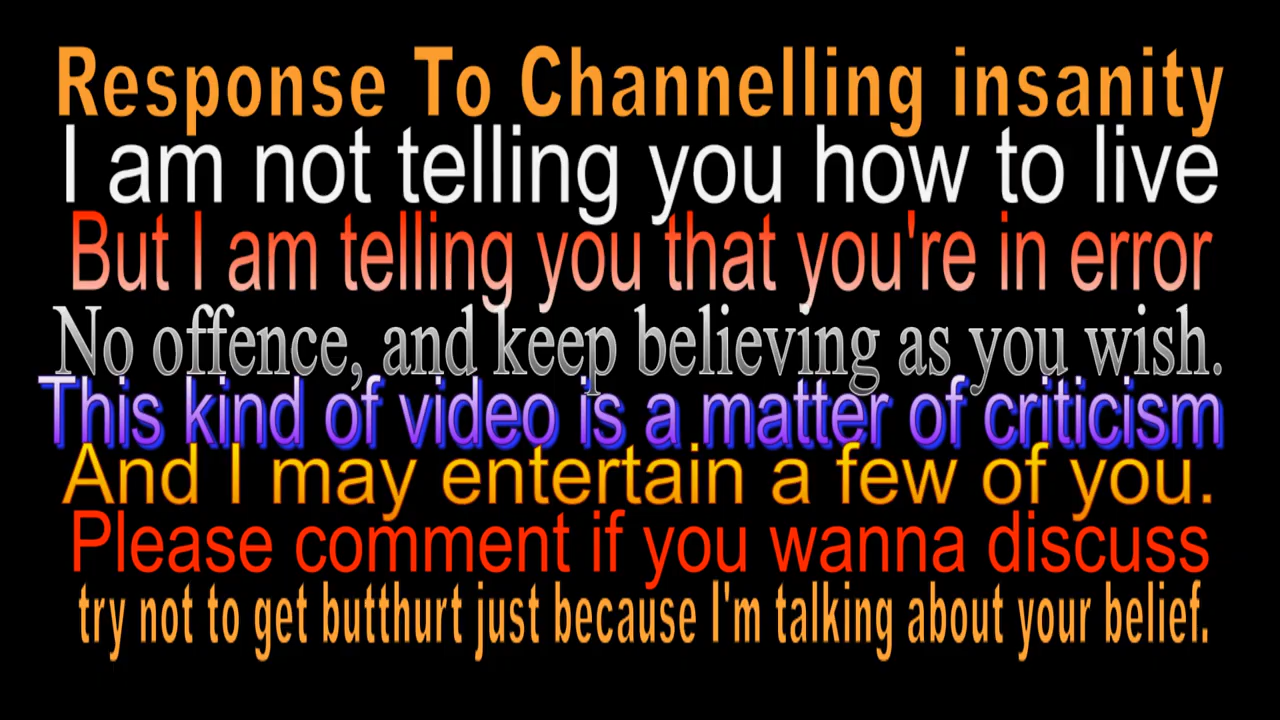 Response To Channelling insanity
I am not telling you how to live
But I am telling you that you're in error
No offence, and keep believing as you wish.
This kind of video is a matter of criticism
And I may entertain a few of you.
Please comment if you wanna discuss
try not to get butthurt just because I'm talking about your belief.